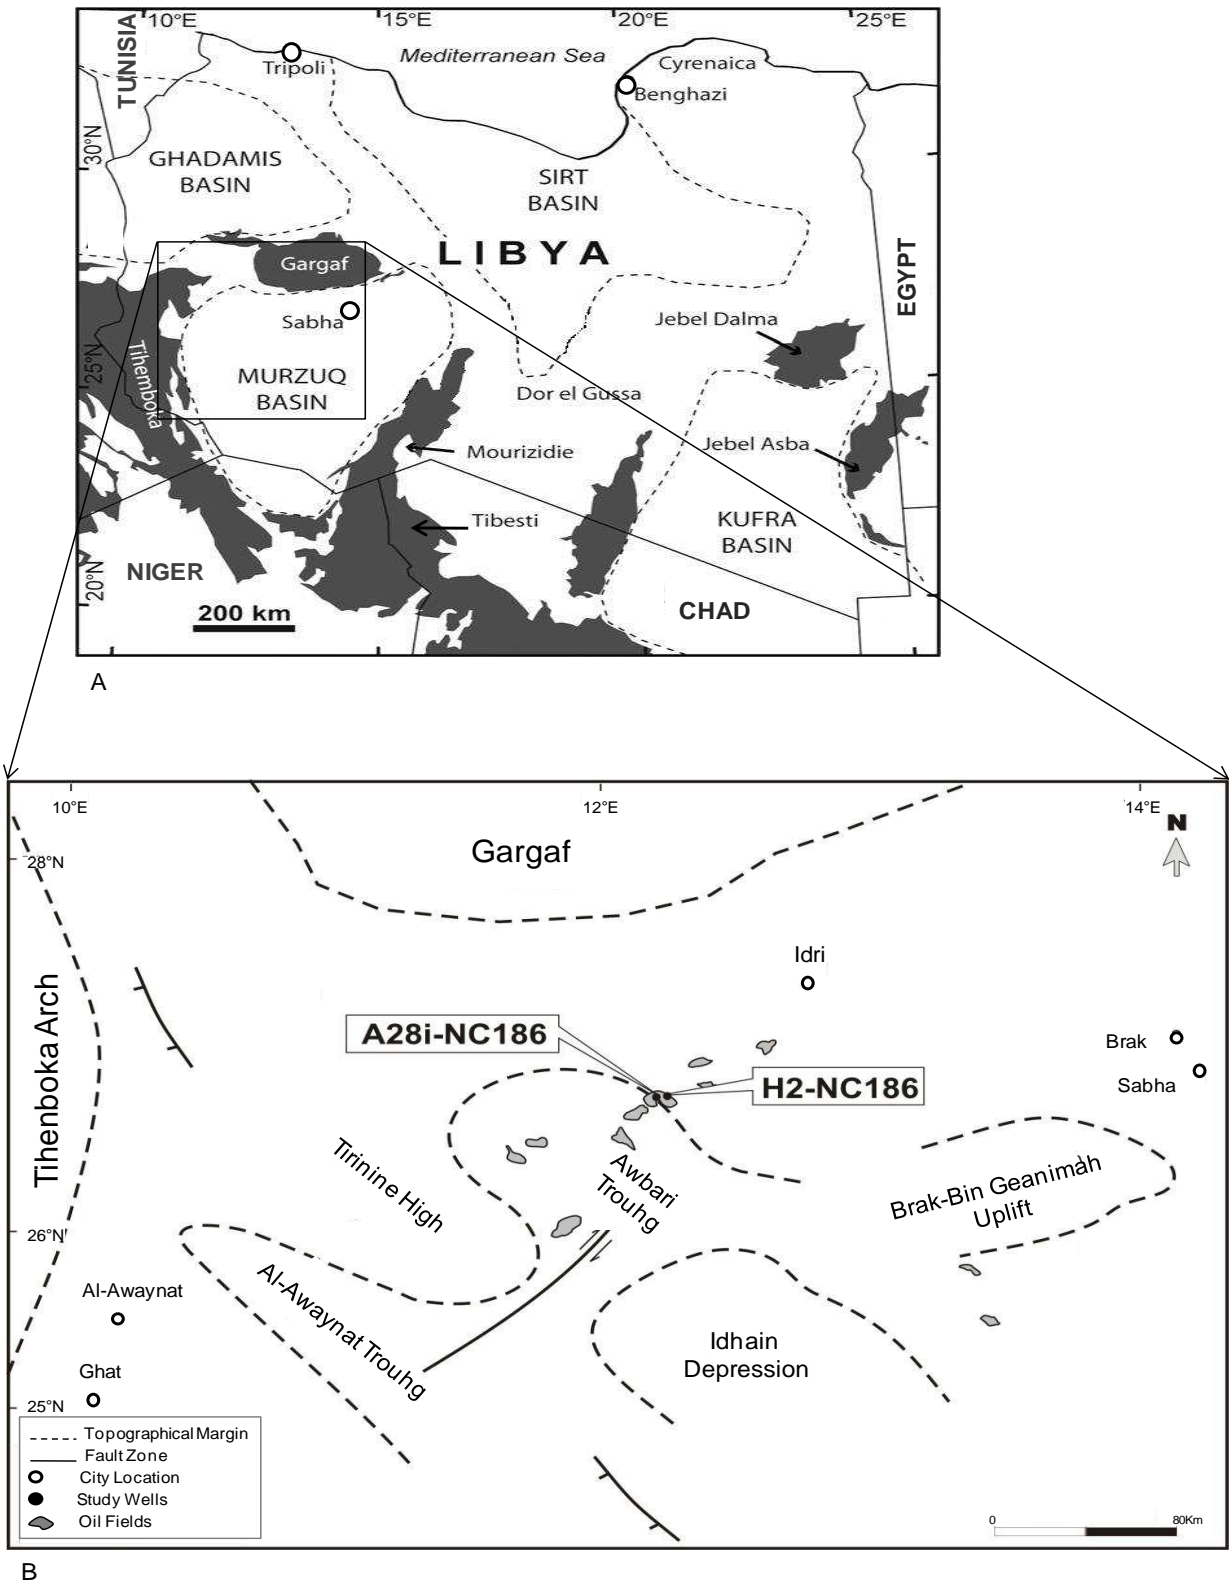 10°E
15°E
20°E
25°E
TUNISIA
Tripoli
Mediterranean Sea
Cyrenaica
Benghazi
30°N
GHADAMIS
BASIN
SIRT
BASIN
LIBYA
EGYPT
Gargaf
Sabha
Jebel Dalma
25°N
Tihemboka
MURZUQ
BASIN
Dor el Gussa
Mourizidie
Jebel Asba
Tibesti
KUFRA
BASIN
NIGER
20°N
200 km
CHAD
A
10°E
12°E
14°E
N
28°N
Gargaf
Idri
Tihenboka Arch
A28i-NC186
Brak
Sabha
H2-NC186
Tirinine High
Awbari
Trouhg
Brak-Bin Geanimah
Uplift
26°N
Al-Awaynat
Al-Awaynat Trouhg
Idhain
Depression
Ghat
25°N
Topographical Margin
Fault Zone
City Location
Study Wells
Oil Fields
0
80Km
B